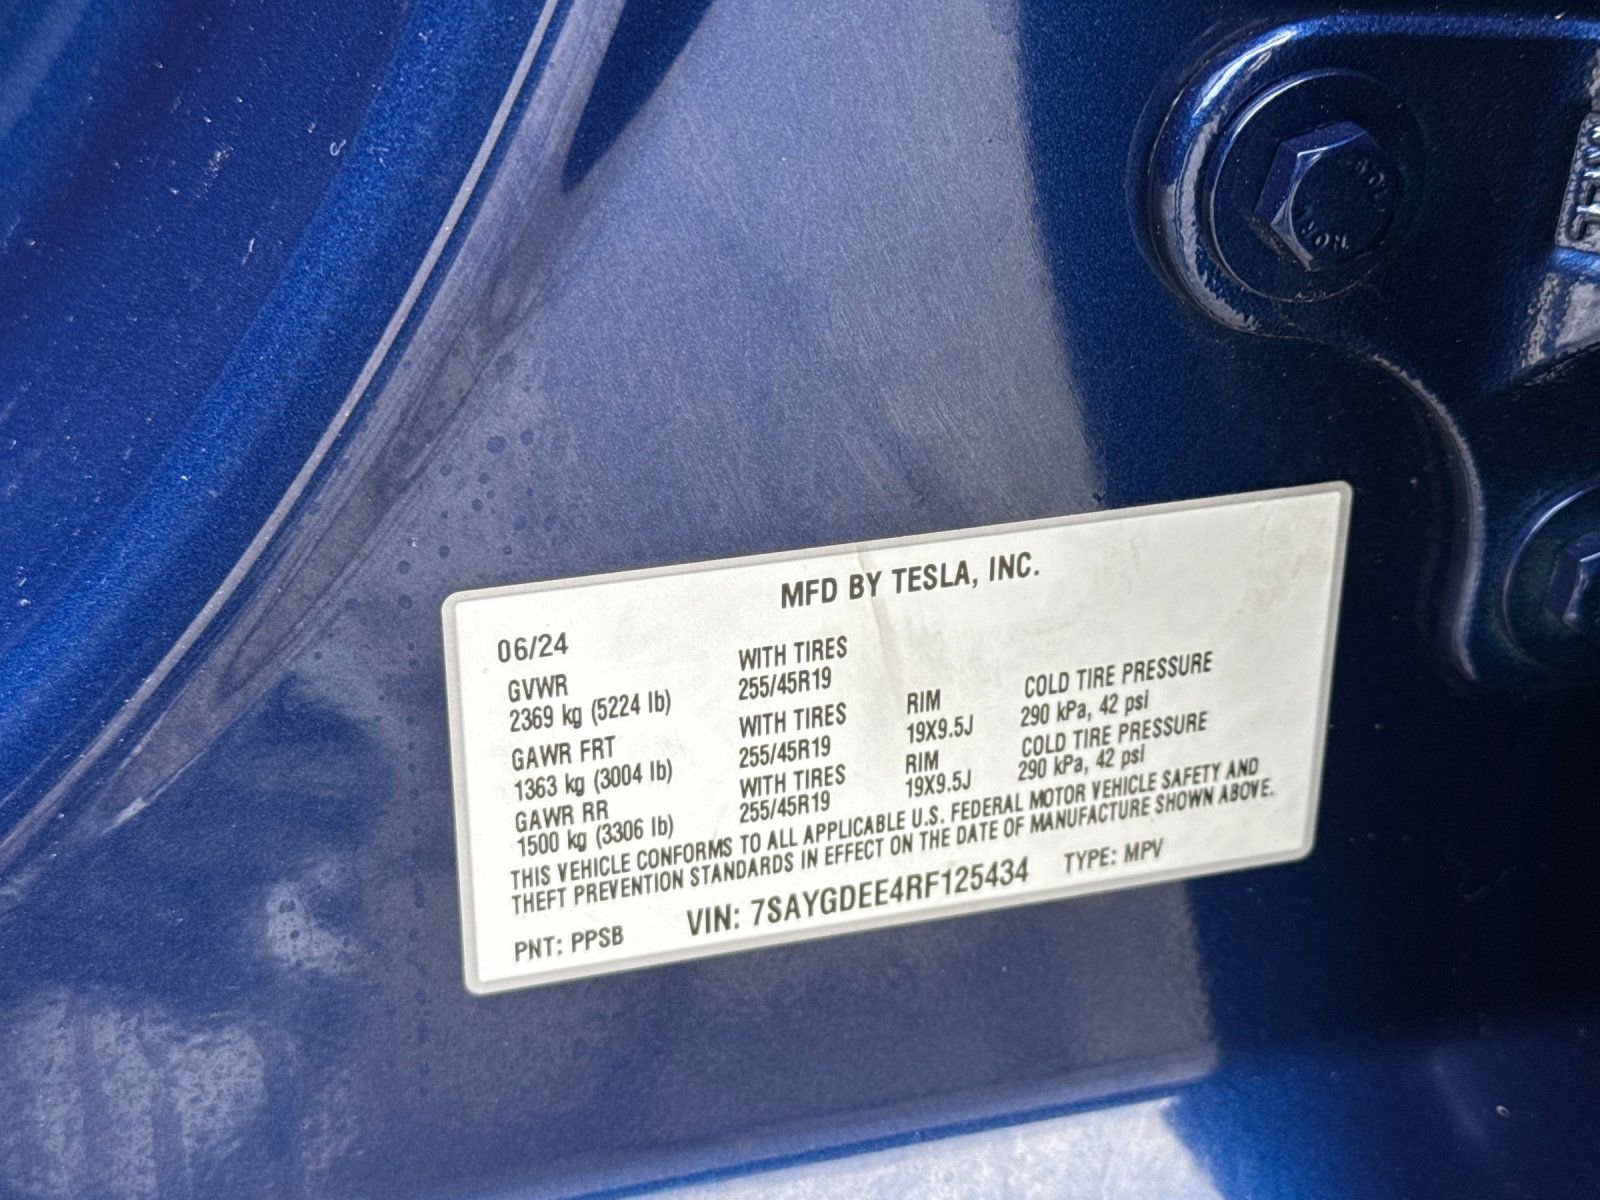 MFD BY TESLA, INC.
06/24
GVWR
2369 kg (5224 lb)
WITH TIRES
255/45R19
GAWR FRT
1363 kg (3004 lb)
WITH TIRES
255/45R19
RIM
19X9.5J
COLD TIRE PRESSURE
290 kPa, 42 psi
GAWR RR
1500 kg (3306 lb)
WITH TIRES
255/45R19
RIM
19X9.5J
COLD TIRE PRESSURE
290 kPa, 42 psi
THIS VEHICLE CONFORMS TO ALL APPLICABLE U.S. FEDERAL MOTOR VEHICLE SAFETY AND
THEFT PREVENTION STANDARDS IN EFFECT ON THE DATE OF MANUFACTURE SHOWN ABOVE.
PNT: PPSB VIN: 7SAYGDEE4RF125434 TYPE: MPV